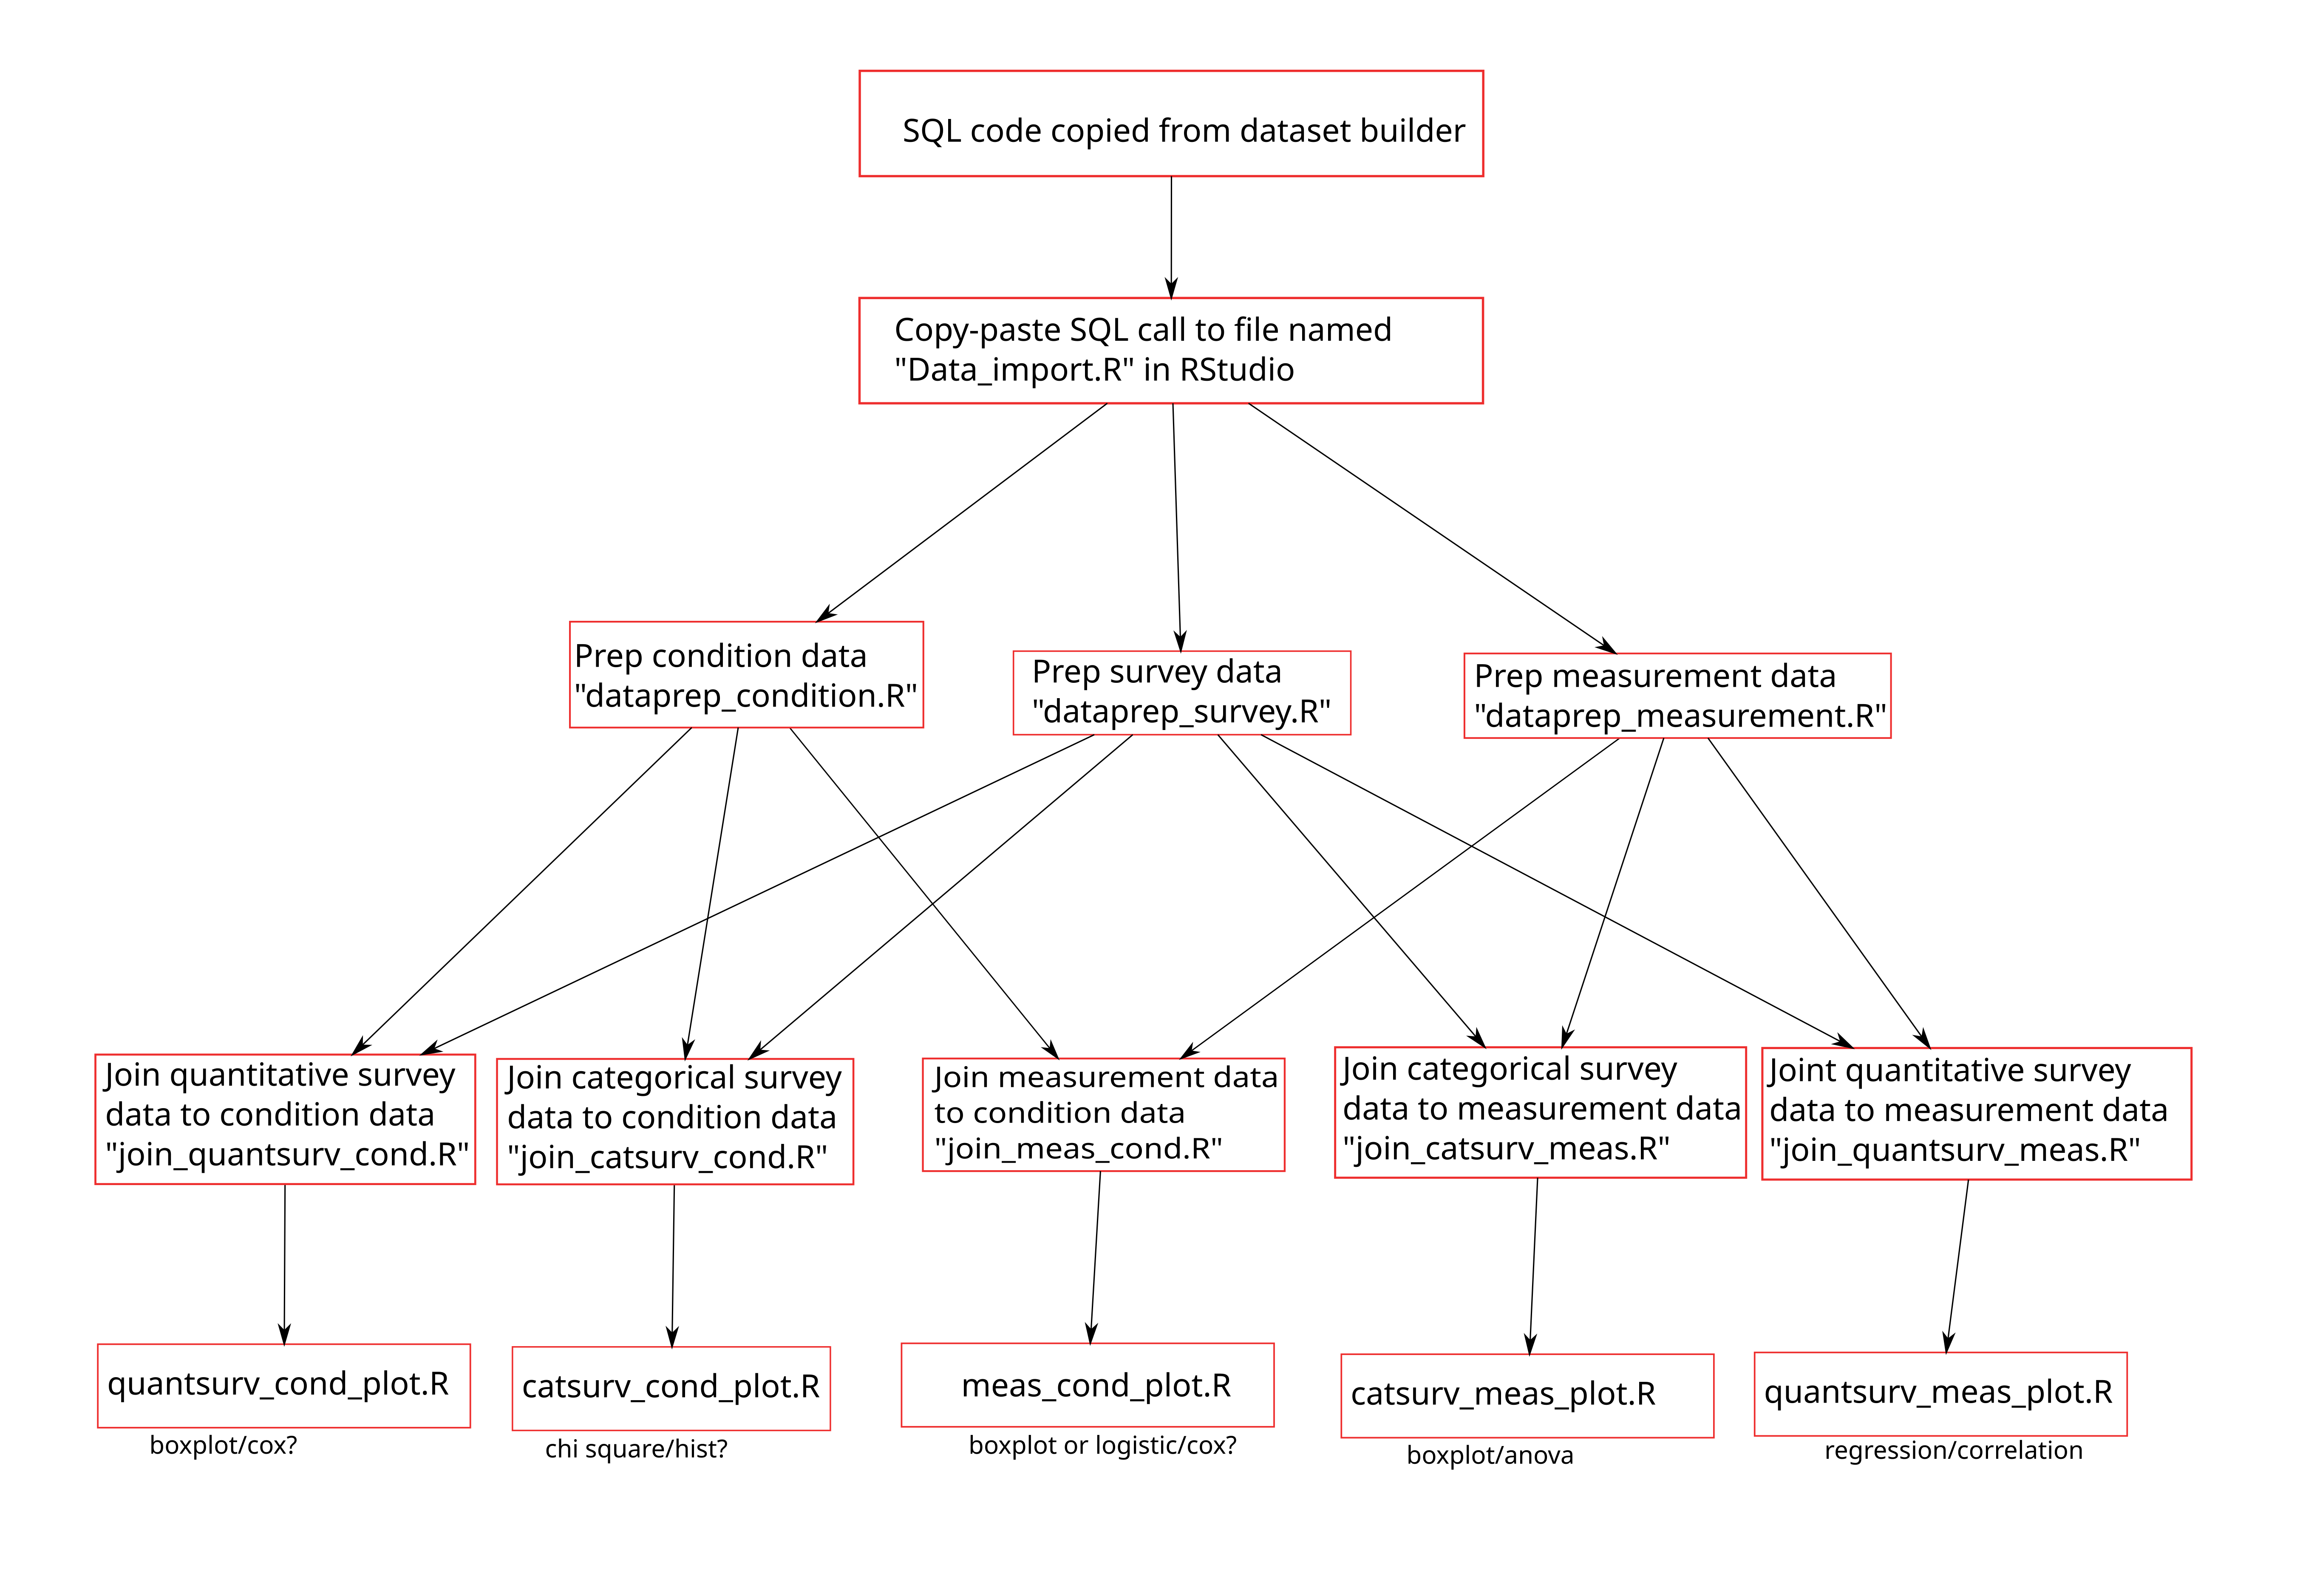 SQL code copied from dataset builder
Copy-paste SQL call to file named
"Data_import.R" in RStudio
Prep condition data
"dataprep_condition.R"
Prep survey data
"dataprep_survey.R"
Prep measurement data
"dataprep_measurement.R"
Join quantitative survey
data to condition data
"join_quantsurv_cond.R"
Join categorical survey
data to condition data
"join_catsurv_cond.R"
Join measurement data
to condition data
"join_meas_cond.R"
Join categorical survey
data to measurement data
"join_catsurv_meas.R"
Joint quantitative survey
data to measurement data
"join_quantsurv_meas.R"
quantsurv_cond_plot.R
boxplot/cox?
catsurv_cond_plot.R
chi square/hist?
meas_cond_plot.R
boxplot or logistic/cox?
catsurv_meas_plot.R
boxplot/anova
quantsurv_meas_plot.R
regression/correlation